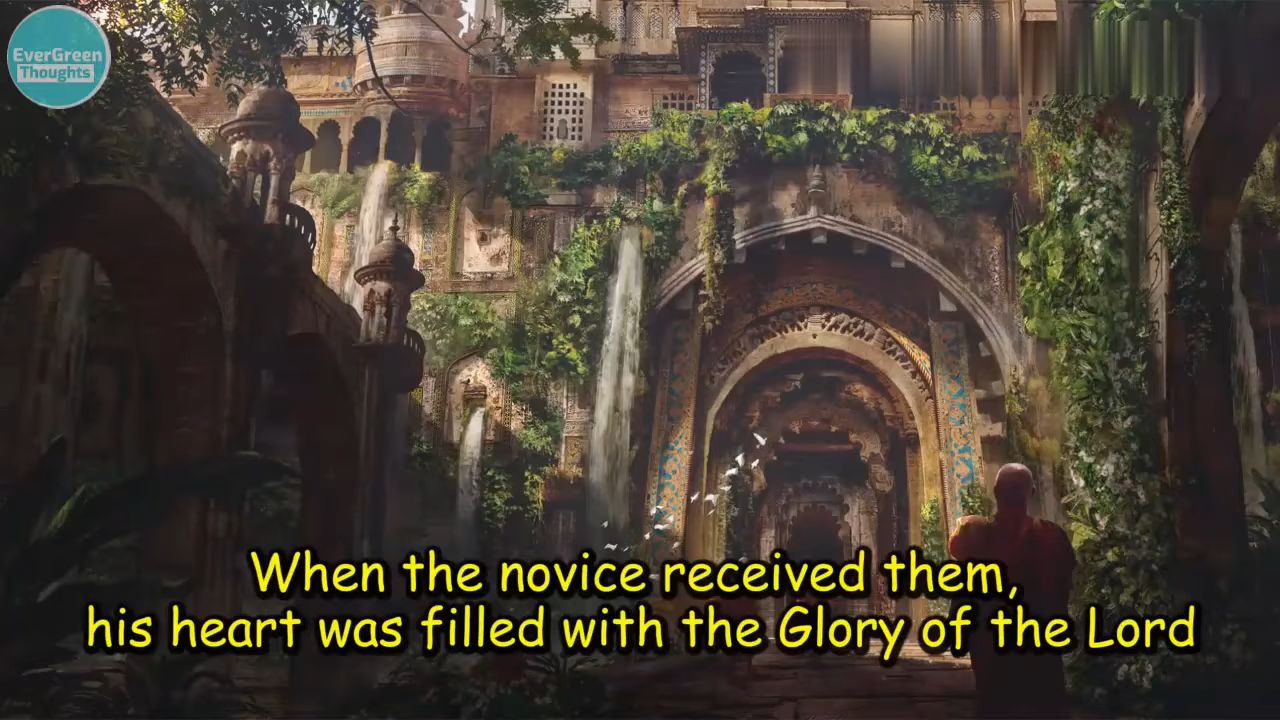 EverGreen
Thoughts
When the novice received them,
his heart was filled with the Glory of the Lord